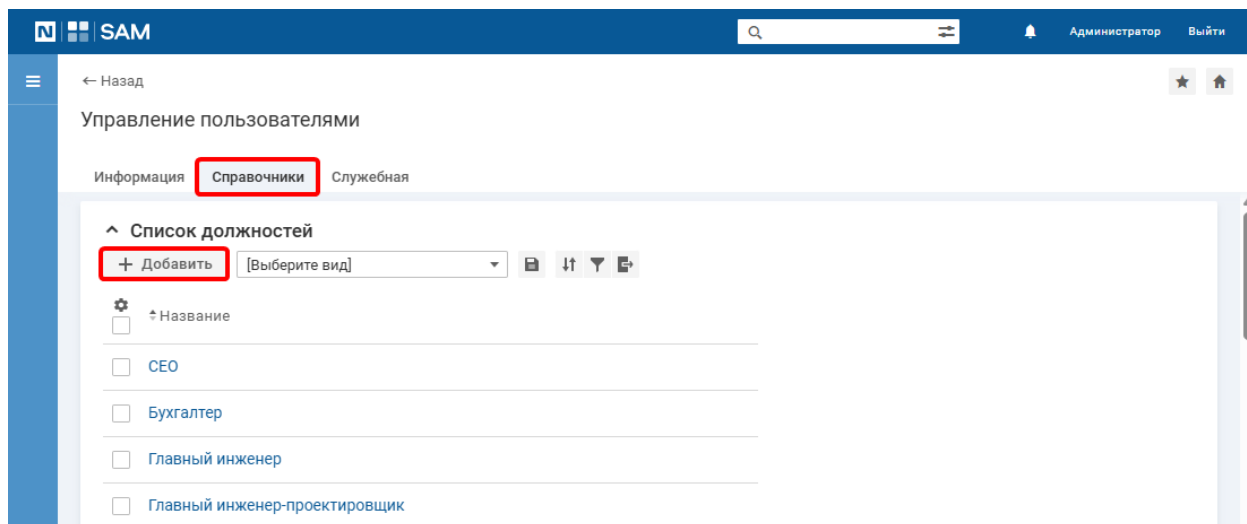 N SAM Администратор Выйти
← Назад
Управление пользователями
Информация Справочники Служебная
Список должностей
+ Добавить [Выберите вид]
Название
CEO
Бухгалтер
Главный инженер
Главный инженер-проектировщик